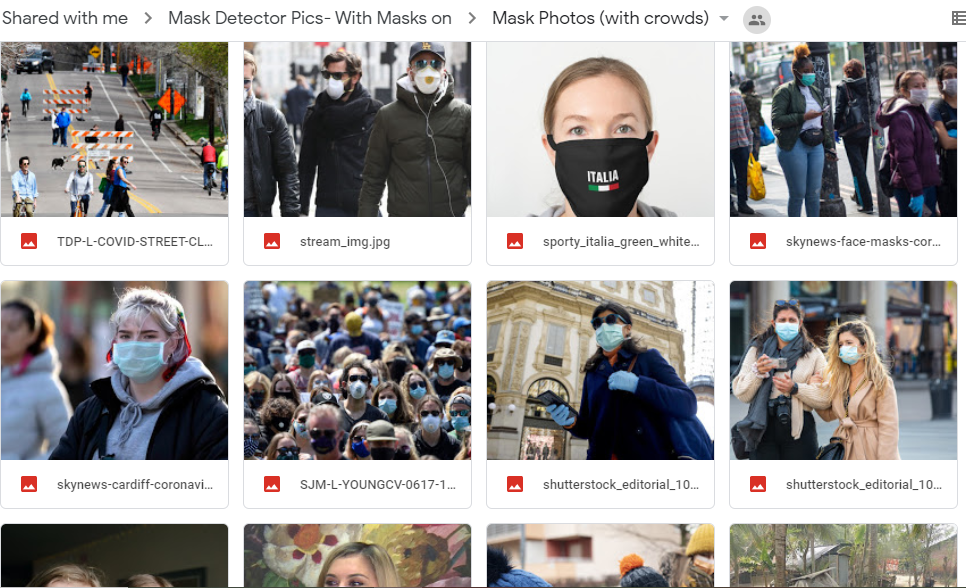 Shared with me > Mask Detector Pics- With Masks on > Mask Photos (with crowds)
TDP-L-COVID-STREET-CL...
stream_img.jpg
ITALIA
sporty_italia_green_white...
skynews-face-masks-cor...
skynews-cardiff-coronavi...
SJM-L-YOUNGCV-0617-1...
shutterstock_editorial_10...
shutterstock_editorial_10...